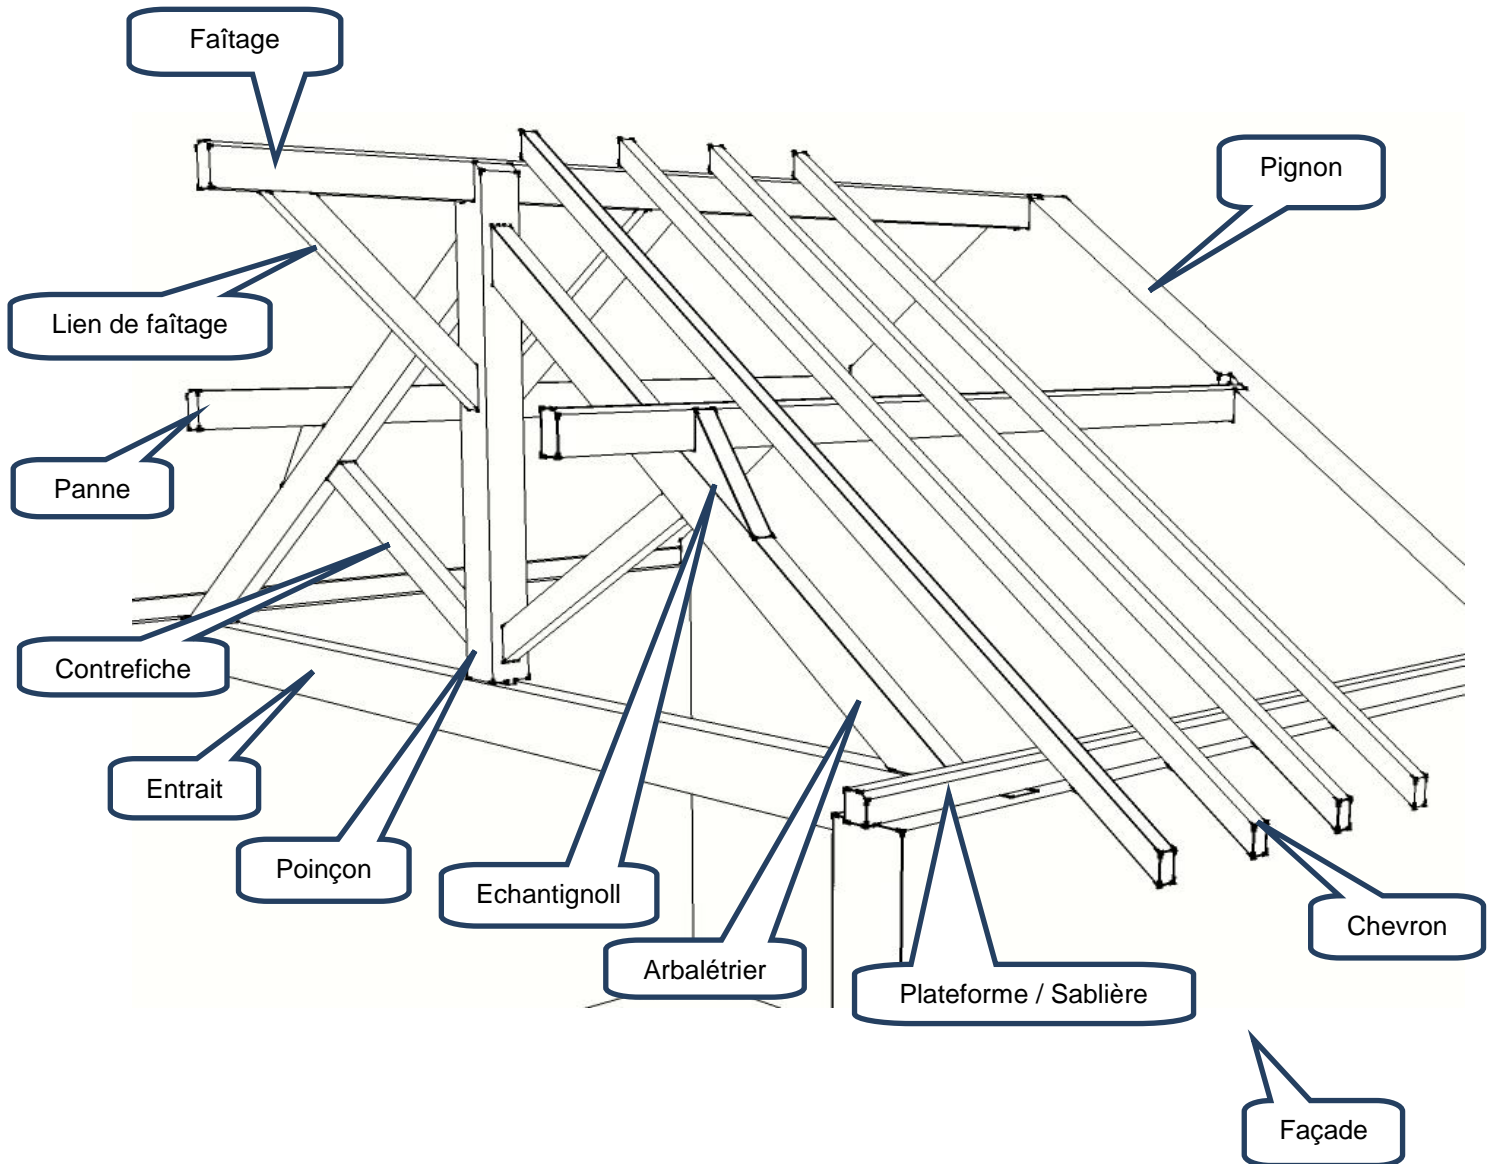 Faîtage
Pignon
Lien de faîtage
Panne
Contrefiche
Entrait
Poinçon
Echantignoll
Arbalétrier
Plateforme / Sablière
Chevron
Façade